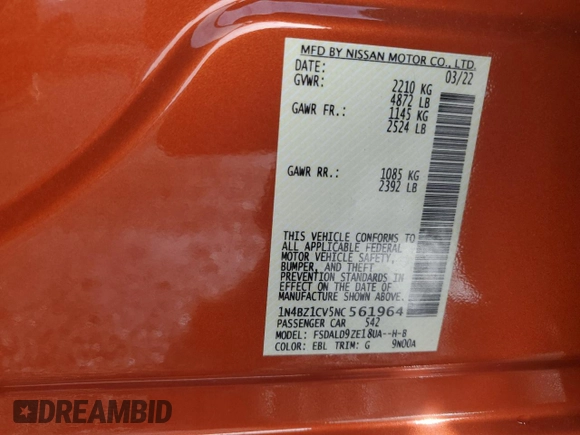 MFD BY NISSAN MOTOR CO., LTD.
DATE: 03/22
GVWR: 2210 KG
4872 LB
GAWR FR.: 1145 KG
2524 LB
GAWR RR.: 1085 KG
2392 LB
THIS VEHICLE CONFORMS TO
ALL APPLICABLE FEDERAL
MOTOR VEHICLE SAFETY,
BUMPER, AND THEFT
PREVENTION STANDARDS IN
EFFECT ON THE DATE OF
MANUFACTURE SHOWN ABOVE.
1N4BZ1CV5NC561964
PASSENGER CAR S42
MODEL: FSDALD9ZE18UA--H-8
COLOR: EBL TRIM: G 9N00A
DREAMBID